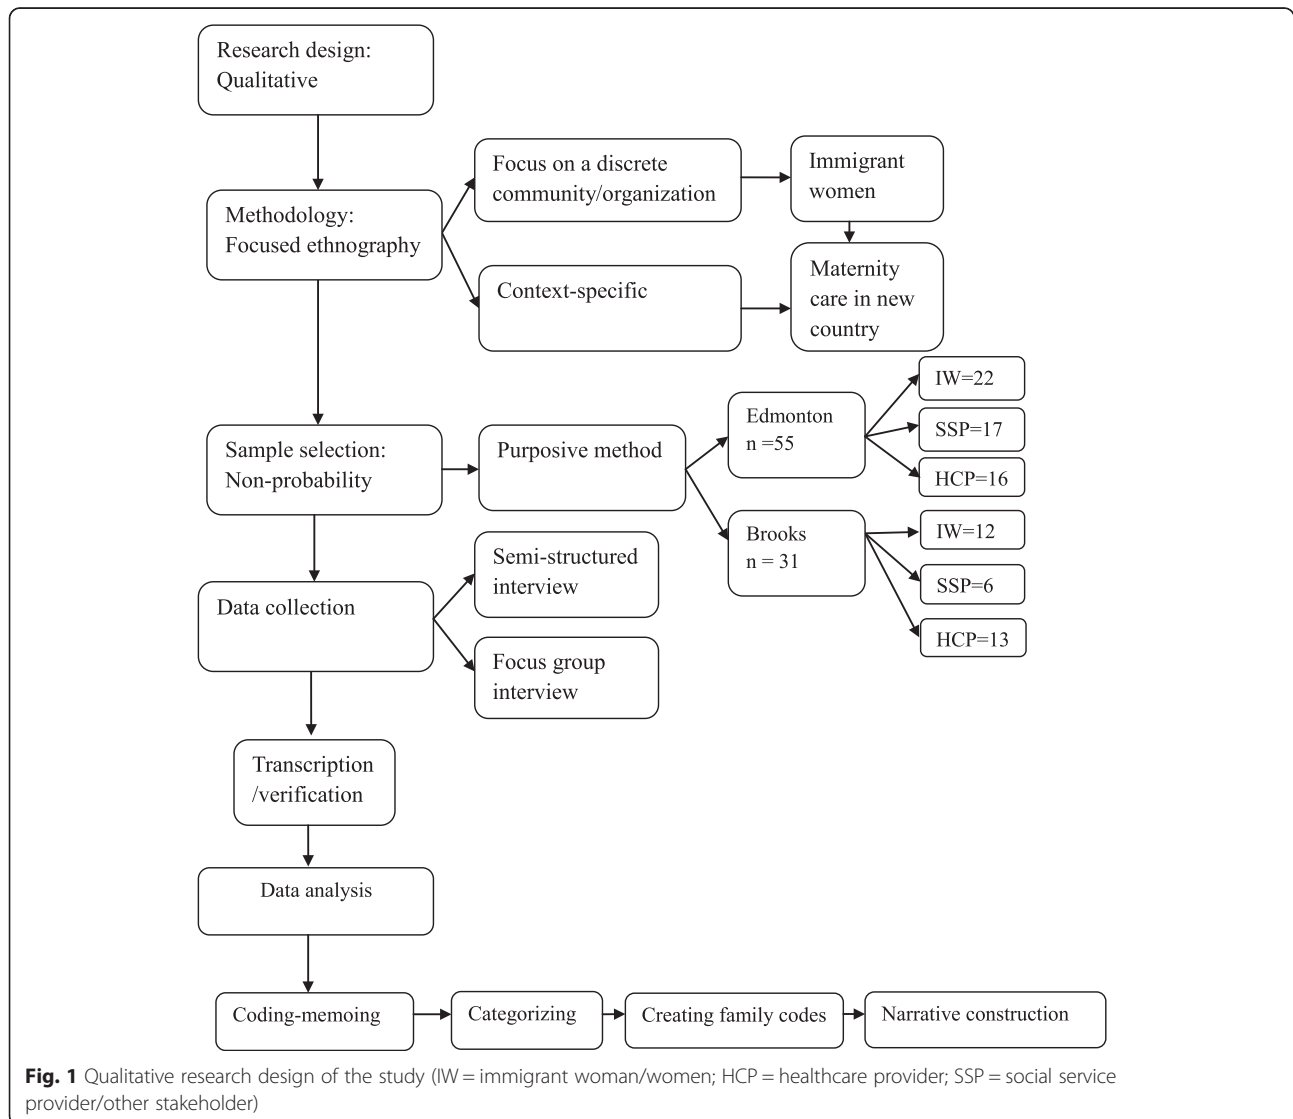 Research design:
Qualitative
Methodology:
Focused ethnography
Focus on a discrete
community/organization
Immigrant
women
Context-specific
Maternity
care in new
country
Sample selection:
Non-probability
Purposive method
Edmonton
n =55
IW=22
SSP=17
HCP=16
Brooks
n = 31
IW=12
SSP=6
HCP=13
Data collection
Semi-structured
interview
Focus group
interview
Transcription
/verification
Data analysis
Coding-memoing
Categorizing
Creating family codes
Narrative construction
Fig. 1 Qualitative research design of the study (IW = immigrant woman/women; HCP = healthcare provider; SSP = social service
provider/other stakeholder)